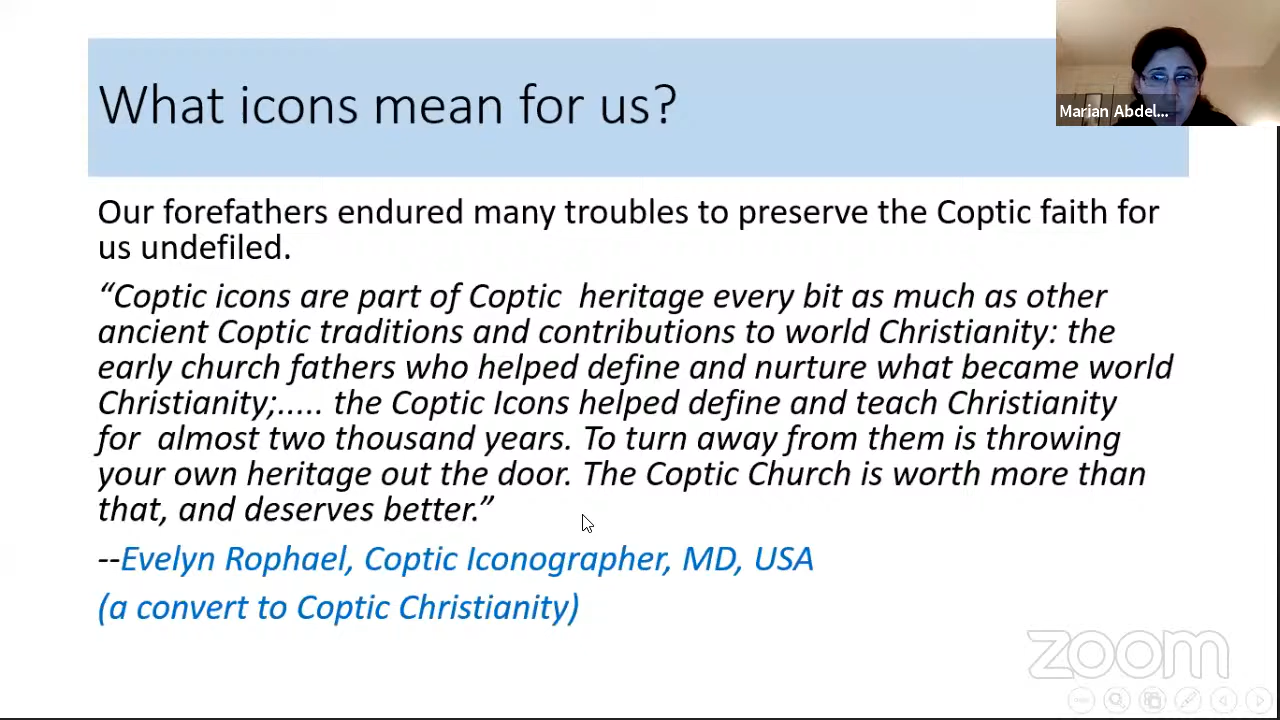 What icons mean for us?
Marian Abdel...
Our forefathers endured many troubles to preserve the Coptic faith for
us undefiled.
“Coptic icons are part of Coptic  heritage every bit as much as other
ancient Coptic traditions and contributions to world Christianity: the
early church fathers who helped define and nurture what became world
Christianity;..... the Coptic Icons helped define and teach Christianity
for  almost two thousand years.  To turn away from them is throwing
your own heritage out the door.  The Coptic Church is worth more than
that, and deserves better.”
--Evelyn Rophael, Coptic Iconographer, MD, USA
(a convert to Coptic Christianity)
zoom